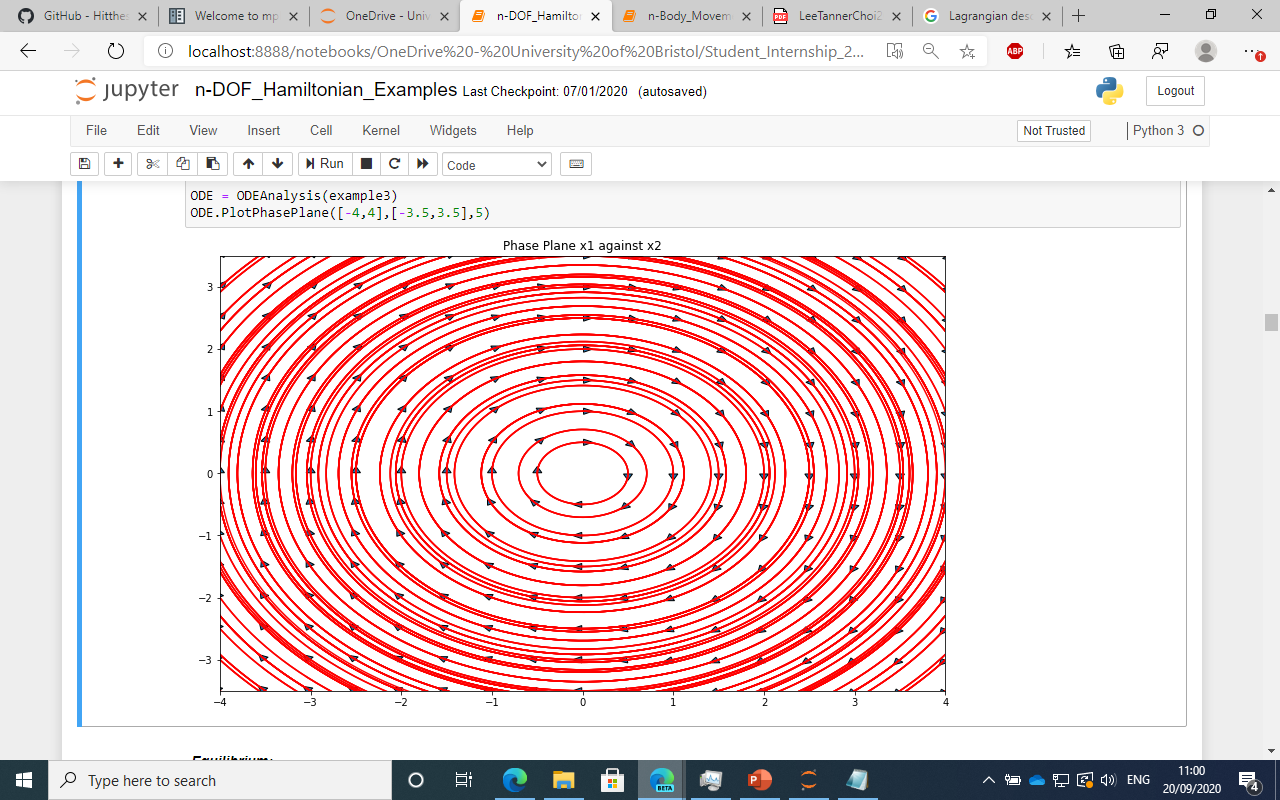 GitHub - Hitthes
Welcome to mp
OneDrive - Univ
n-DOF_Hamilto
n-Body_Movem
LeeTannerChoi2
Lagrangian desc
localhost:8888/notebooks/OneDrive%20-%20University%20of%20Bristol/Student_Internship_2...
ABP
jupyter n-DOF_Hamiltonian_Examples Last Checkpoint: 07/01/2020 (autosaved)
Logout
File Edit View Insert Cell Kernel Widgets Help
Not Trusted
Python 3
Run
Code
ODE = ODEAnalysis(example3)
ODE.PlotPhasePlane([-4,4],[-3.5,3.5],5)
Phase Plane x1 against x2
3
2
1
0
−1
−2
−3
−4 −3 −2 −1 0 1 2 3 4
Equilibrium:
Type here to search
BETA
ENG
11:00
20/09/2020
4